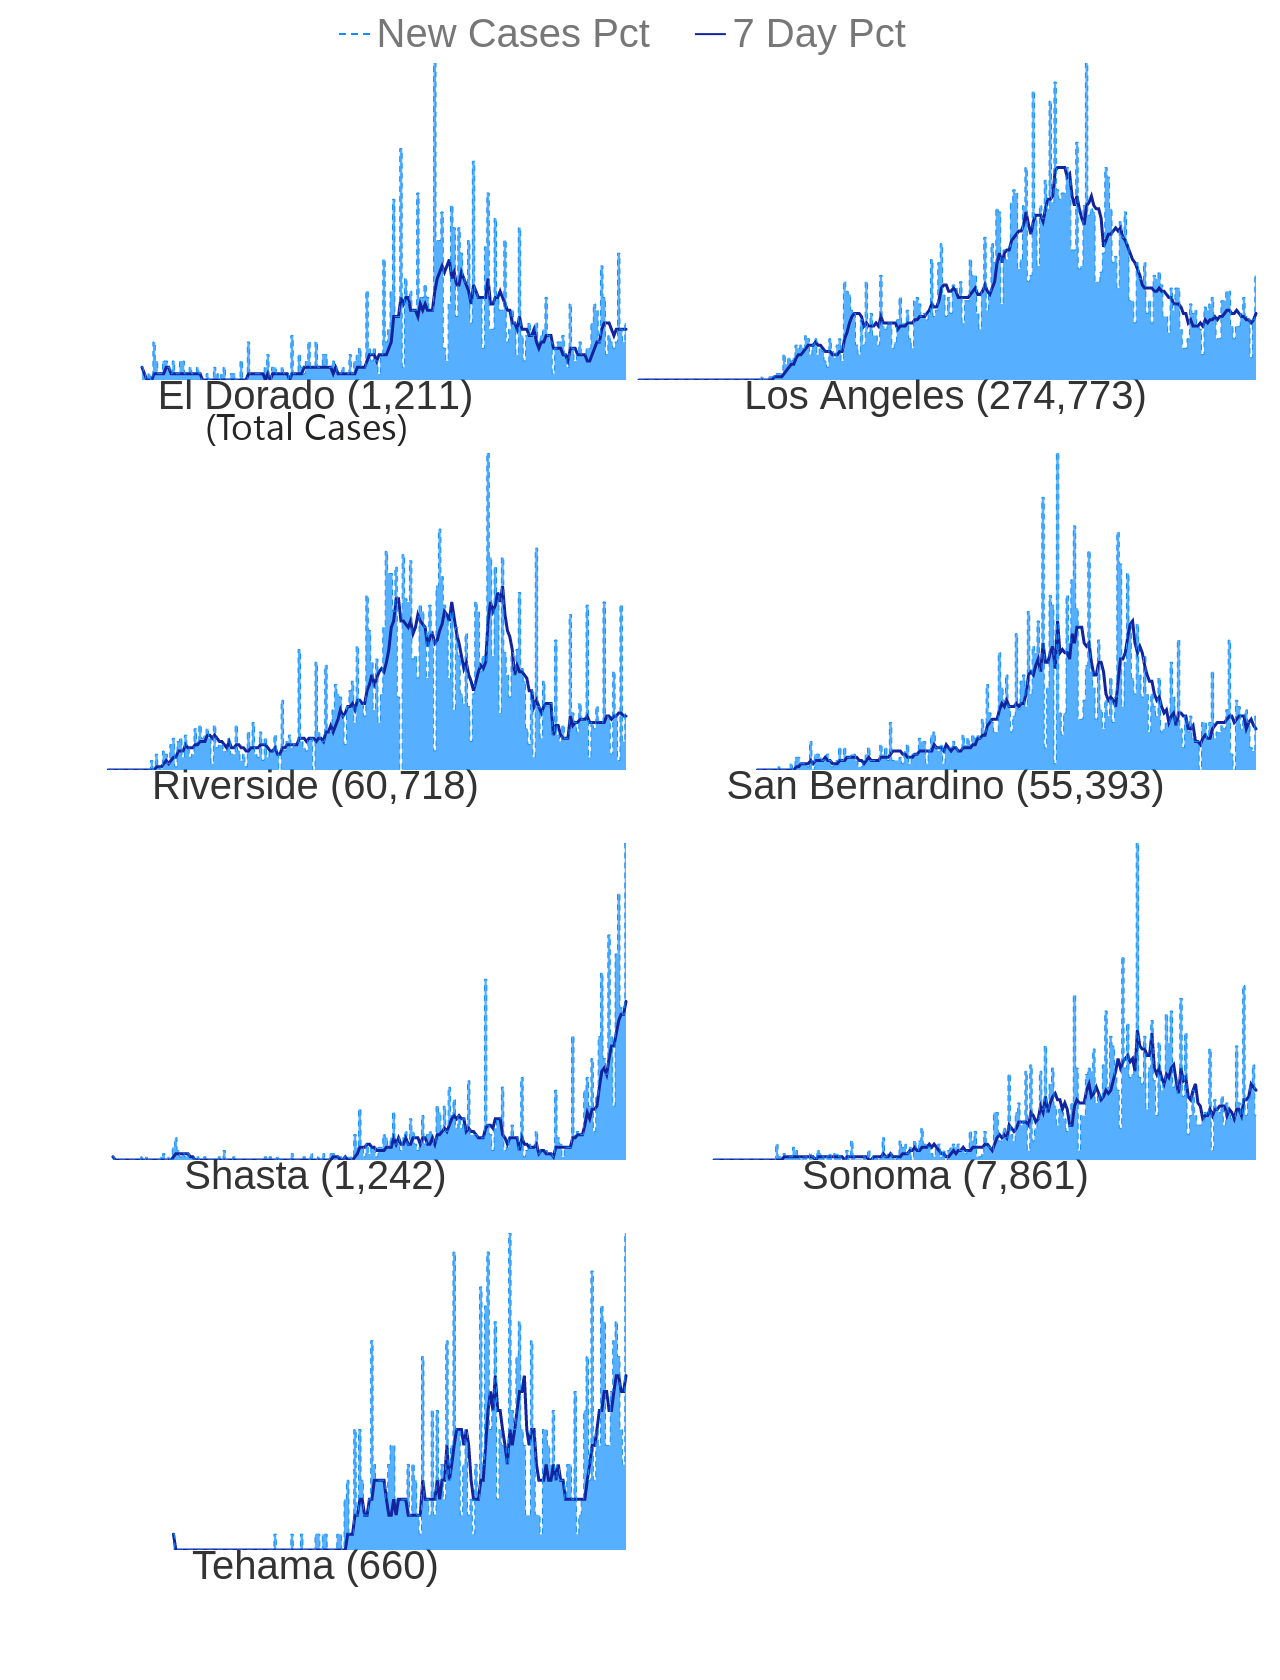 New Cases Pct 7 Day Pct
El Dorado (1,211) Los Angeles (274,773)
(Total Cases)
Riverside (60,718) San Bernardino (55,393)
Shasta (1,242) Sonoma (7,861)
Tehama (660)